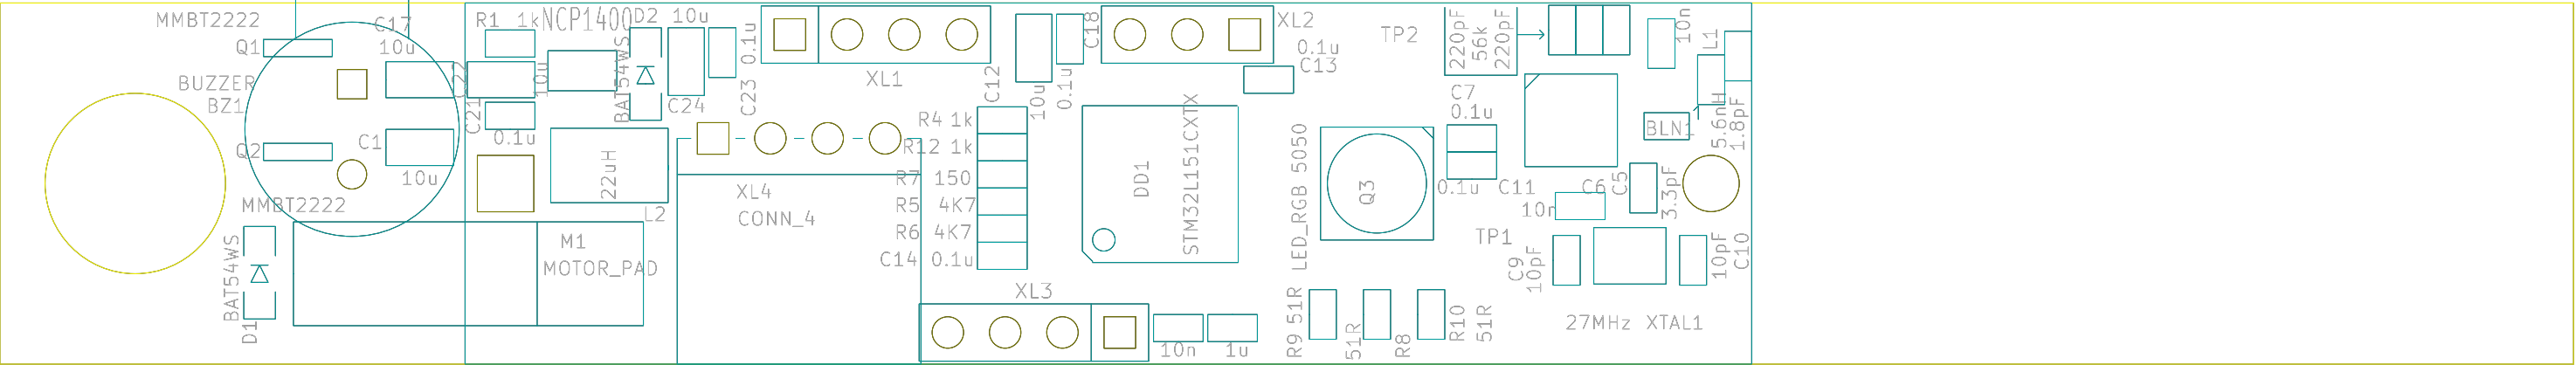 MMBT2222
Q1
BUZZER
BZ1
Q2
MMBT2222
BAT54WS
D1
C17
10u
C1
10u
R1 1k
NCP1400
D2 10u
C22
10u
C21
0.1u
BAT54WS
C24
0.1u
C23
22uH
L2
M1
MOTOR_PAD
XL1
XL4
CONN_4
C12
10u
0.1u
C18
R4 1k
R12 1k
R7 150
R5 4K7
R6 4K7
C14 0.1u
XL3
10n
1u
XL2
0.1u
C13
DD1
STM32L151CXTX
LED_RGB 5050
Q3
R9 51R
51R
R8
R10
51R
TP2
220pF
56k
220pF
C7
0.1u
0.1u
C11
10n
L1
BLN1
5.6nH
1.8pF
C6
C5
3.3pF
10n
TP1
C9
10pF
10pF
C10
27MHz XTAL1